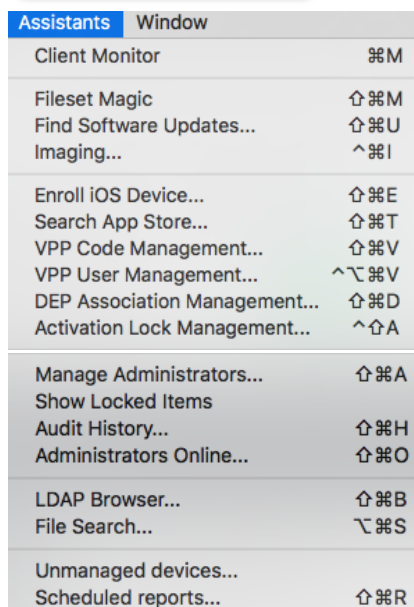 Assistants Window
Client Monitor ⌘M
Fileset Magic ⇧⌘M
Find Software Updates... ⇧⌘U
Imaging... ^⌘I
Enroll iOS Device... ⇧⌘E
Search App Store... ⇧⌘T
VPP Code Management... ⇧⌘V
VPP User Management... ^⌥⌘V
DEP Association Management... ⇧⌘D
Activation Lock Management... ^⇧A
Manage Administrators... ⇧⌘A
Show Locked Items
Audit History... ⇧⌘H
Administrators Online... ⇧⌘O
LDAP Browser... ⇧⌘B
File Search... ⌥⌘S
Unmanaged devices...
Scheduled reports... ⇧⌘R